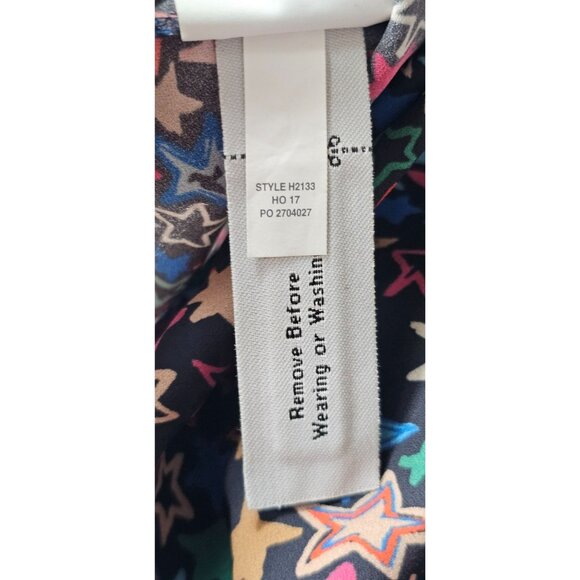 STYLE H2133
HO 17
PO 2704027
Remove Before
Wearing or Washin